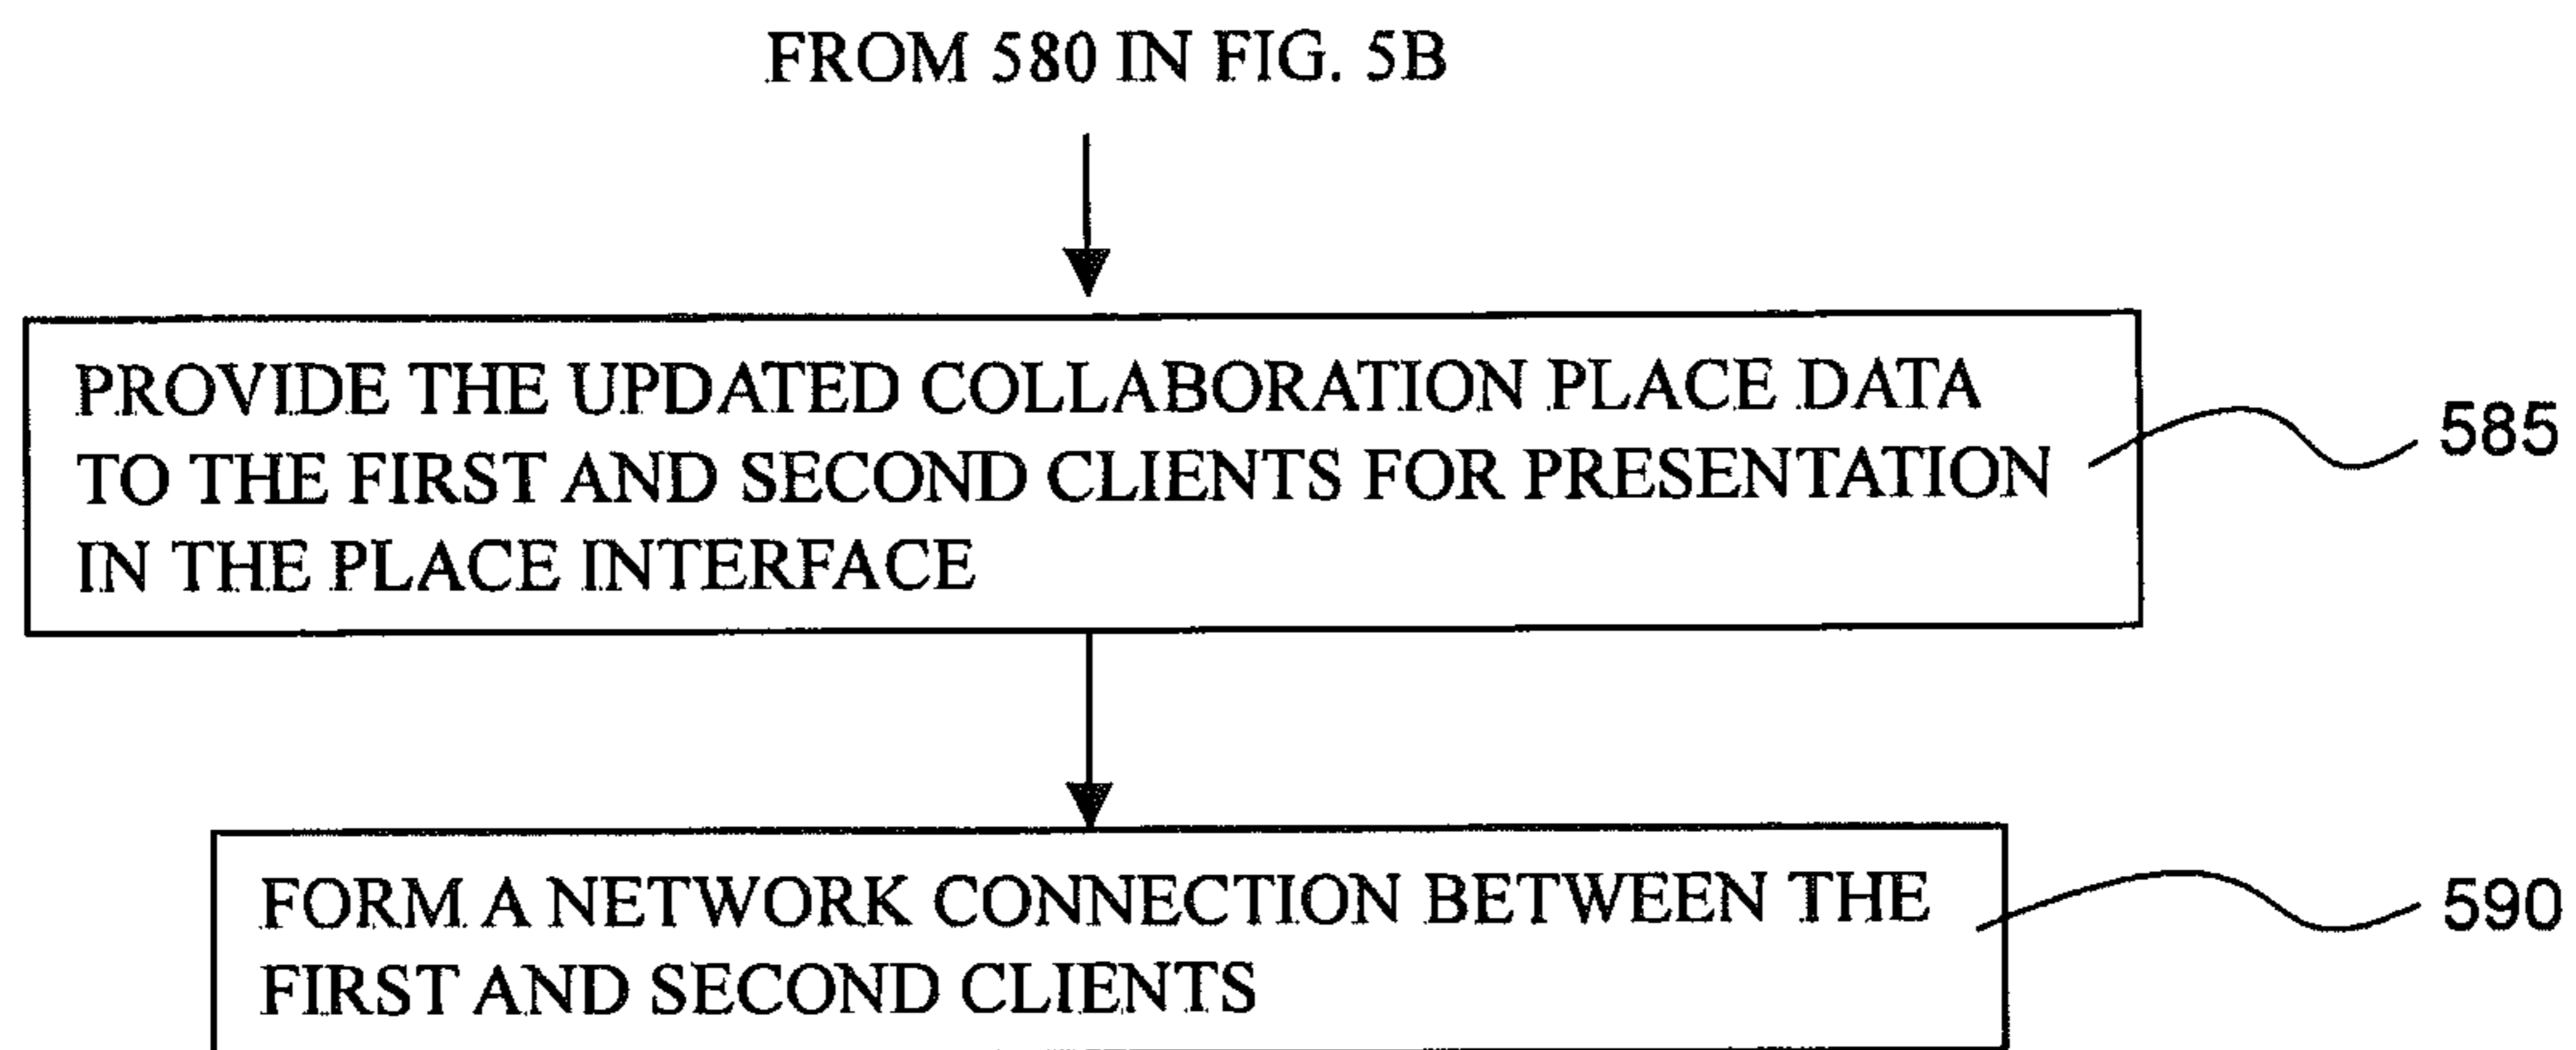 FROM 580 IN FIG. 5B
PROVIDE THE UPDATED COLLABORATION PLACE DATA
TO THE FIRST AND SECOND CLIENTS FOR PRESENTATION
IN THE PLACE INTERFACE
585
FORM A NETWORK CONNECTION BETWEEN THE
FIRST AND SECOND CLIENTS
590